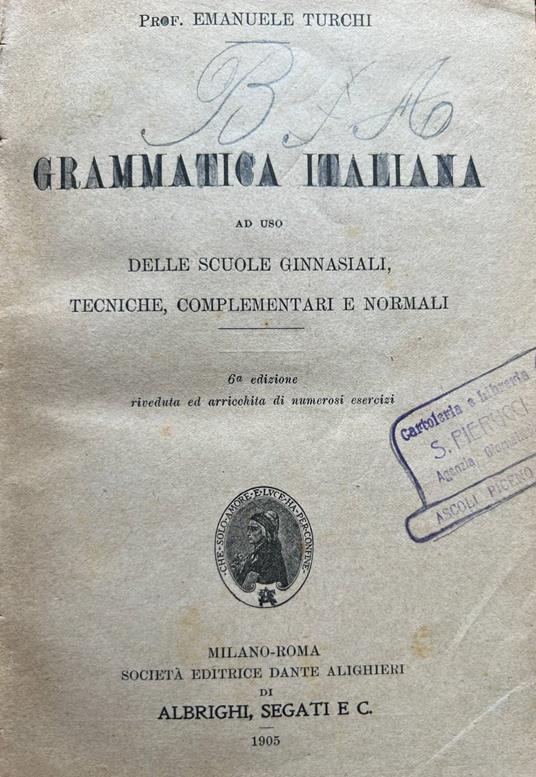 PROF. EMANUELE TURCHI
B A
GRAMMATICA ITALIANA
AD USO
DELLE SCUOLE GINNASIALI,
TECNICHE, COMPLEMENTARI E NORMALI
6ª edizione
riveduta ed arricchita di numerosi esercizi
Cartoleria e Libreria
S. PIERUCCI
Agenzia
ASCOLI PICENO
·CHE·SOLO·AMORE·E·LVCE·HA·PER·CONFINE·
MILANO-ROMA
SOCIETÀ EDITRICE DANTE ALIGHIERI
DI
ALBRIGHI, SEGATI E C.
1905